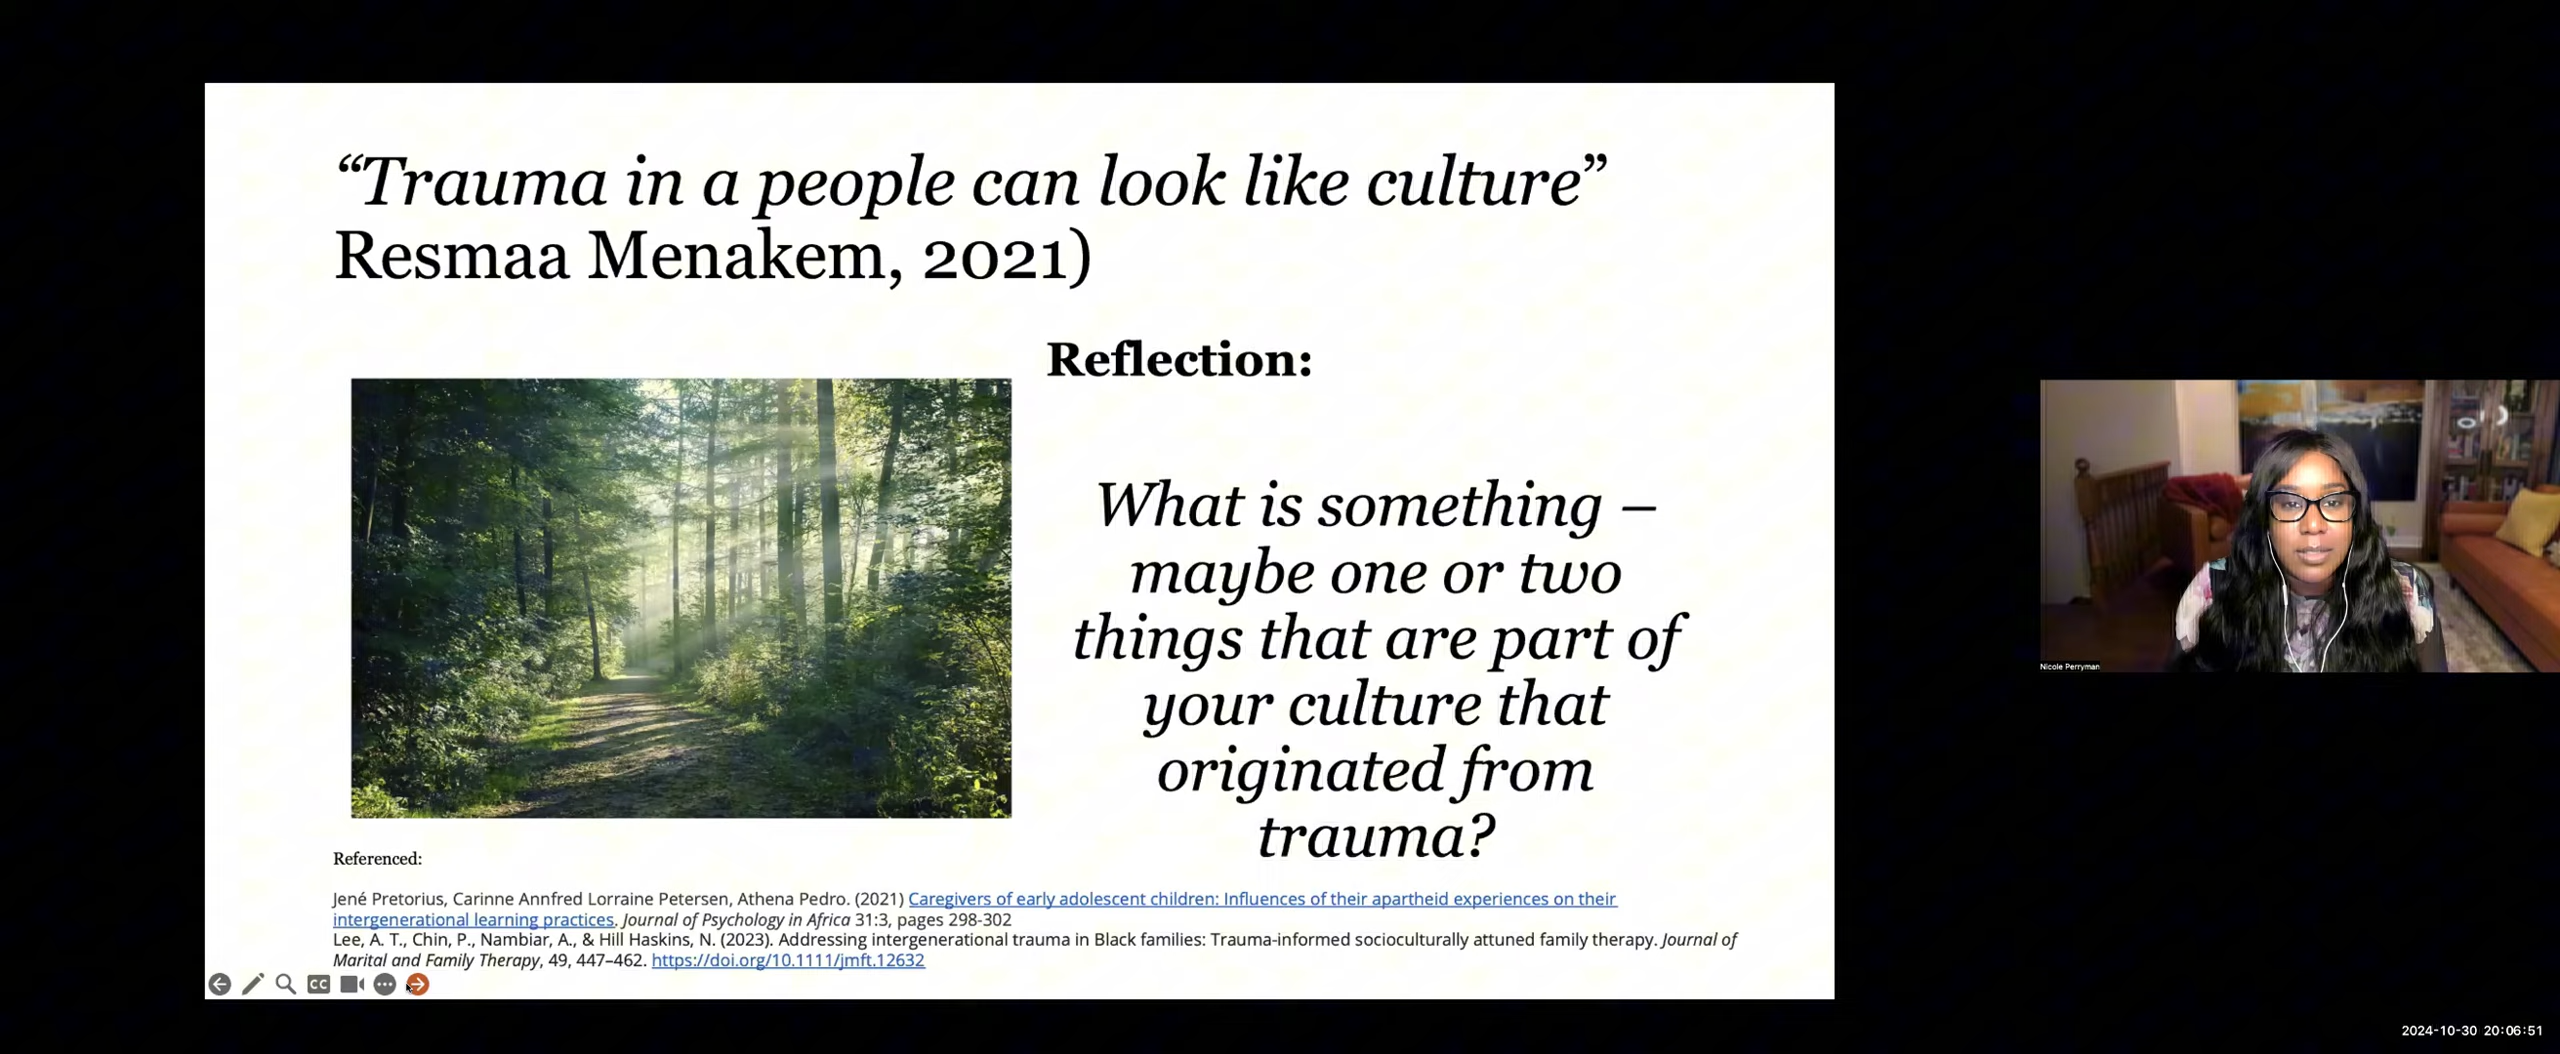 “Trauma in a people can look like culture”
Resmaa Menakem, 2021)
Reflection:
What is something –
maybe one or two
things that are part of
your culture that
originated from
trauma?
Referenced:
Jené Pretorius, Carinne Annfred Lorraine Petersen, Athena Pedro. (2021) Caregivers of early adolescent children: Influences of their apartheid experiences on their
intergenerational learning practices. Journal of Psychology in Africa 31:3, pages 298-302
Lee, A. T., Chin, P., Nambiar, A., & Hill Haskins, N. (2023). Addressing intergenerational trauma in Black families: Trauma-informed socioculturally attuned family therapy. Journal of
Marital and Family Therapy, 49, 447–462. https://doi.org/10.1111/jmft.12632
CC
Nicole Perryman
2024-10-30 20:06:51